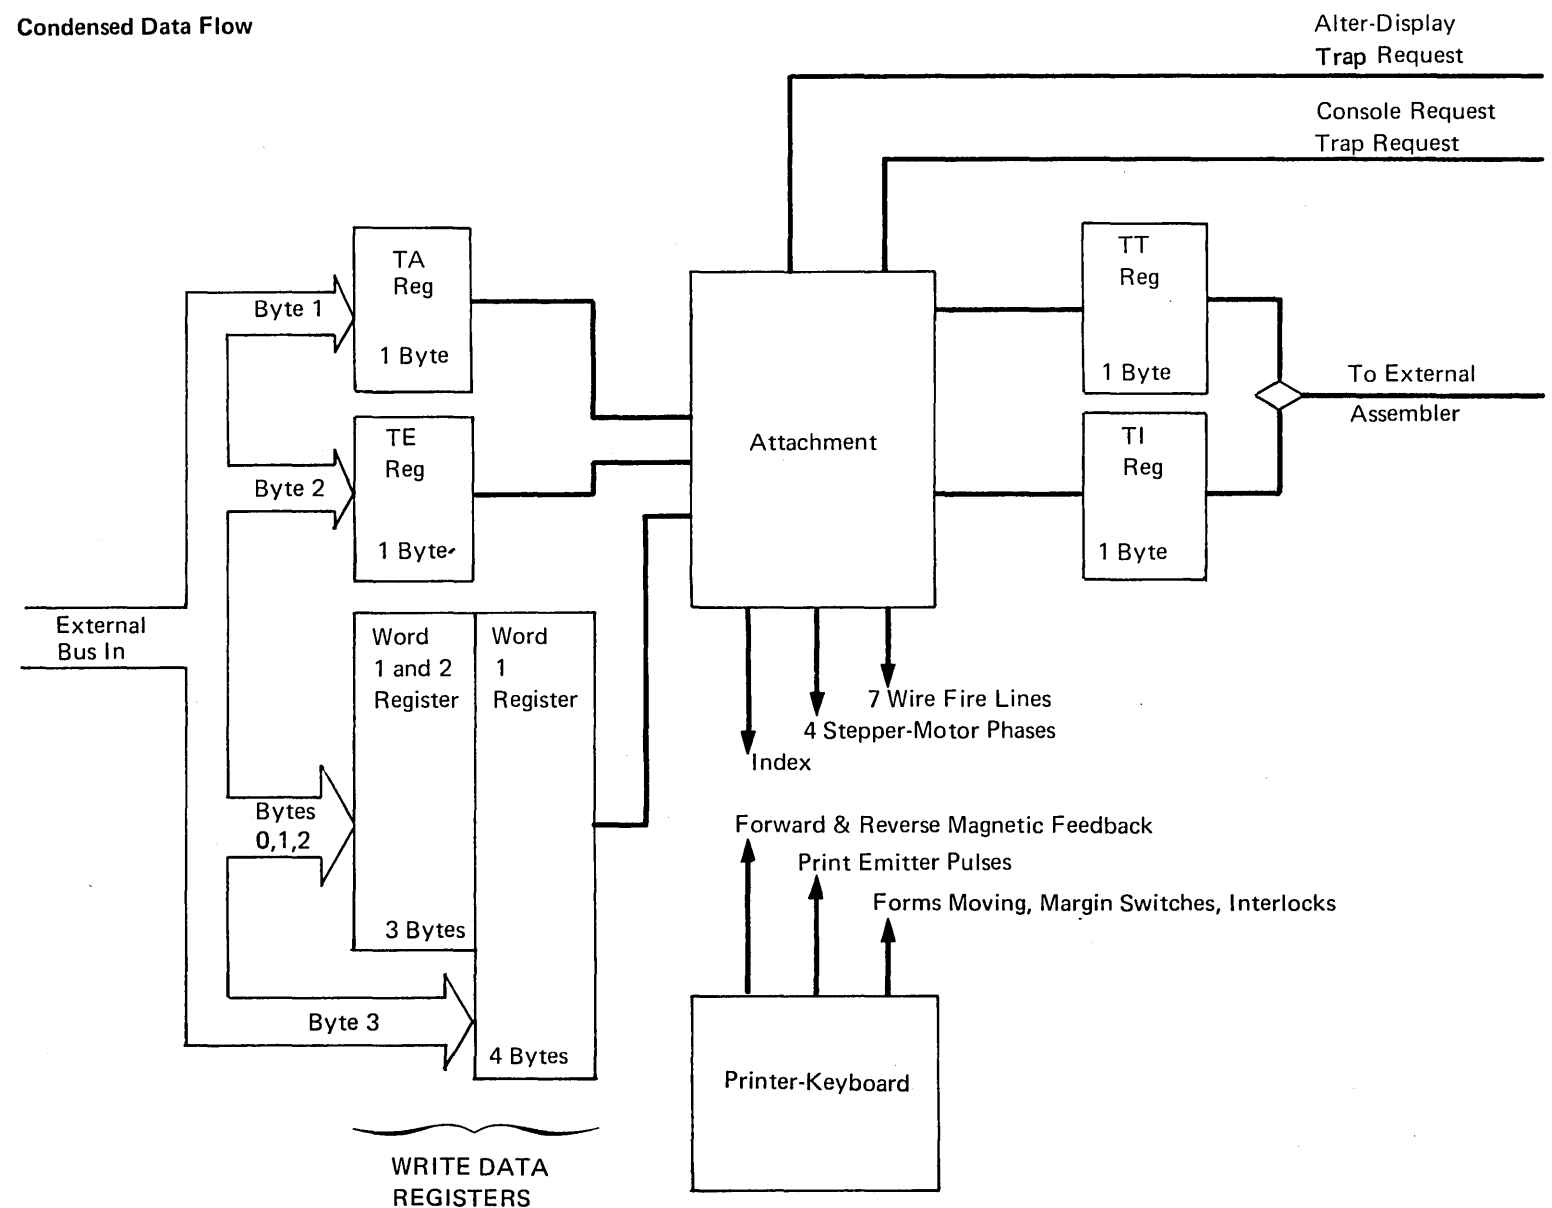 Condensed Data Flow
Alter-Display
Trap Request
Console Request
Trap Request
TA
Reg
1 Byte
Byte 1
TE
Reg
1 Byte
Byte 2
External
Bus In
Word
1 and 2
Register
3 Bytes
Word
1
Register
4 Bytes
Bytes
0,1,2
Byte 3
WRITE DATA
REGISTERS
Attachment
TT
Reg
1 Byte
TI
Reg
1 Byte
To External
Assembler
7 Wire Fire Lines
4 Stepper-Motor Phases
Index
Forward & Reverse Magnetic Feedback
Print Emitter Pulses
Forms Moving, Margin Switches, Interlocks
Printer-Keyboard